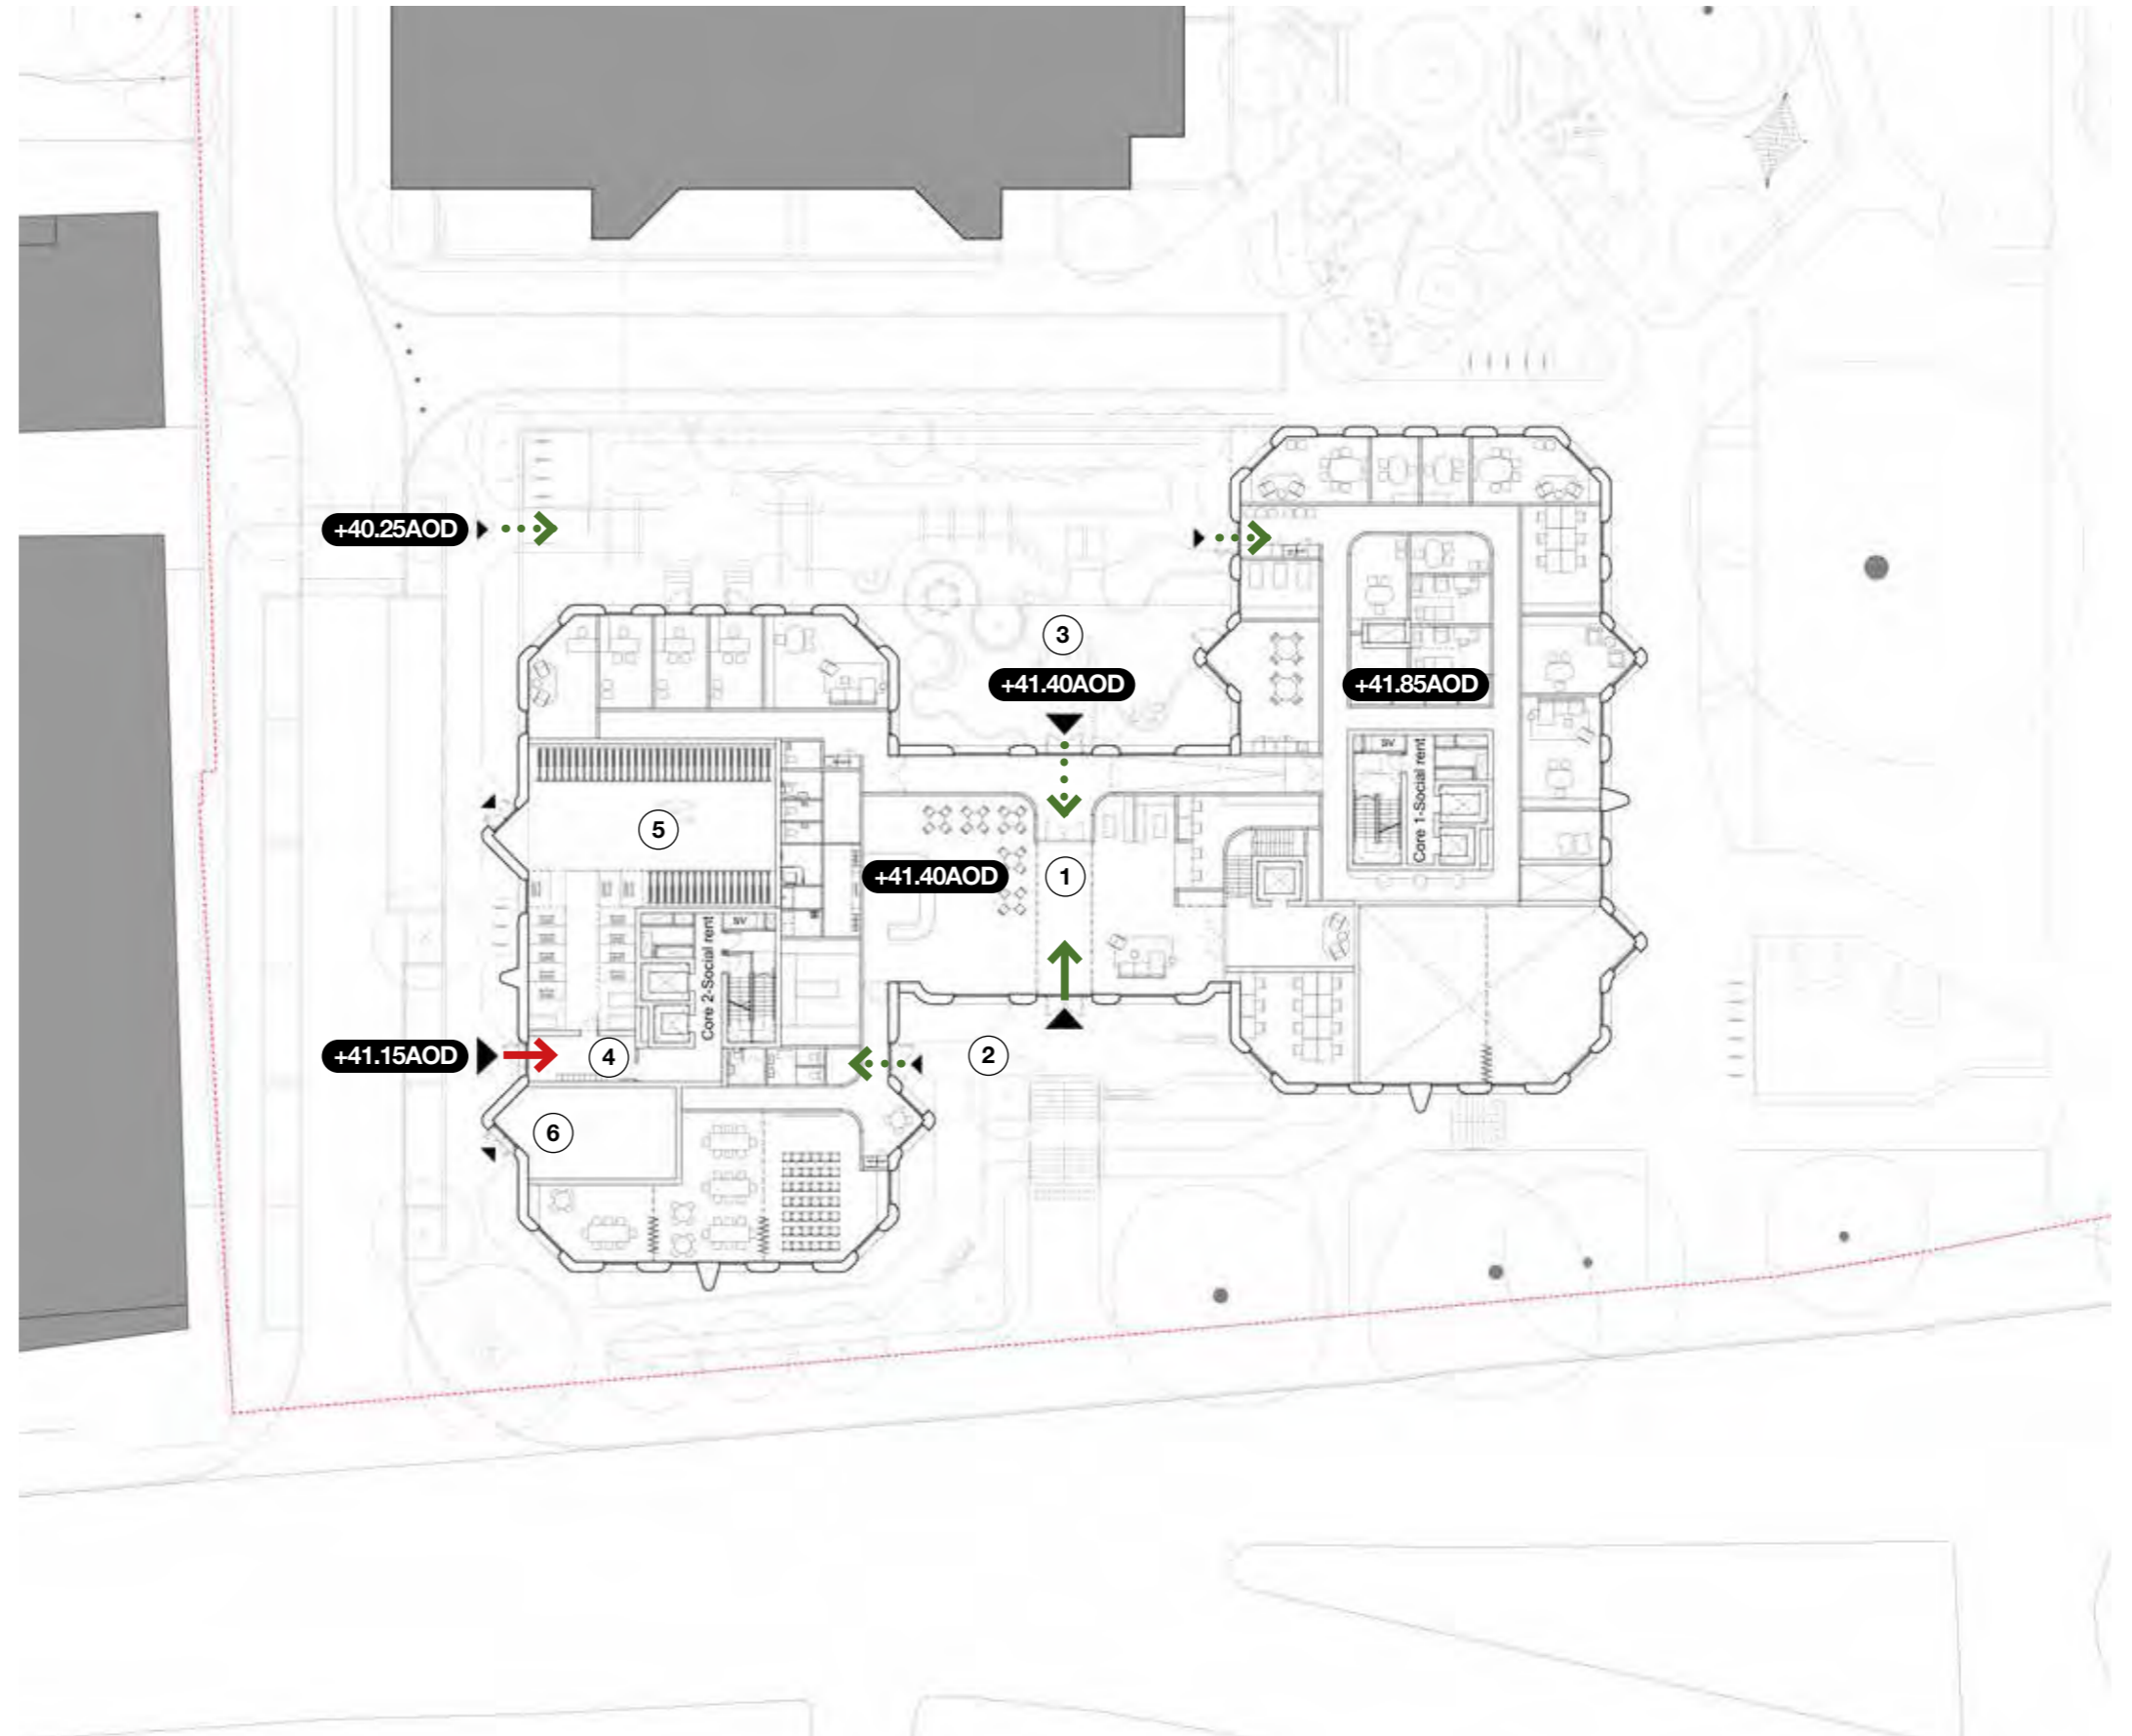 +40.25AOD
3
+41.40AOD
+41.85AOD
SV
Core 1-Social rent
5
+41.40AOD
1
SV
Core 2-Social rent
+41.15AOD
4
2
6